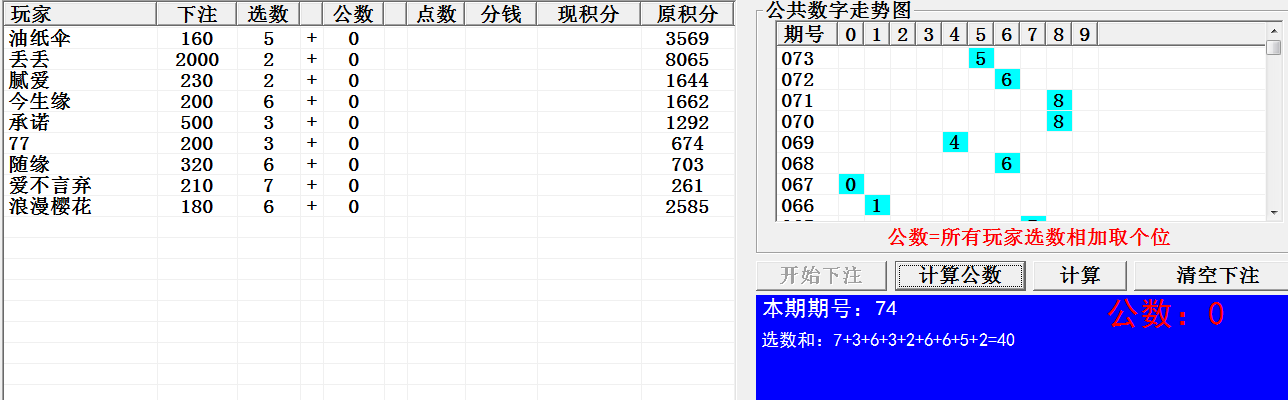 玩家 下注 选数 公数 点数 分钱 现积分 原积分
油纸伞 160 5 + 0 3569
丢丢 2000 2 + 0 8065
腻爱 230 2 + 0 1644
今生缘 200 6 + 0 1662
承诺 500 3 + 0 1292
77 200 3 + 0 674
随缘 320 6 + 0 703
爱不言弃 210 7 + 0 261
浪漫樱花 180 6 + 0 2585
公共数字走势图
期号 0 1 2 3 4 5 6 7 8 9
073 5
072 6
071 8
070 8
069 4
068 6
067 0
066 1
公数=所有玩家选数相加取个位
开始下注 计算公数 计算 清空下注
本期期号：74
公数：0
选数和：7+3+6+3+2+6+6+5+2=40